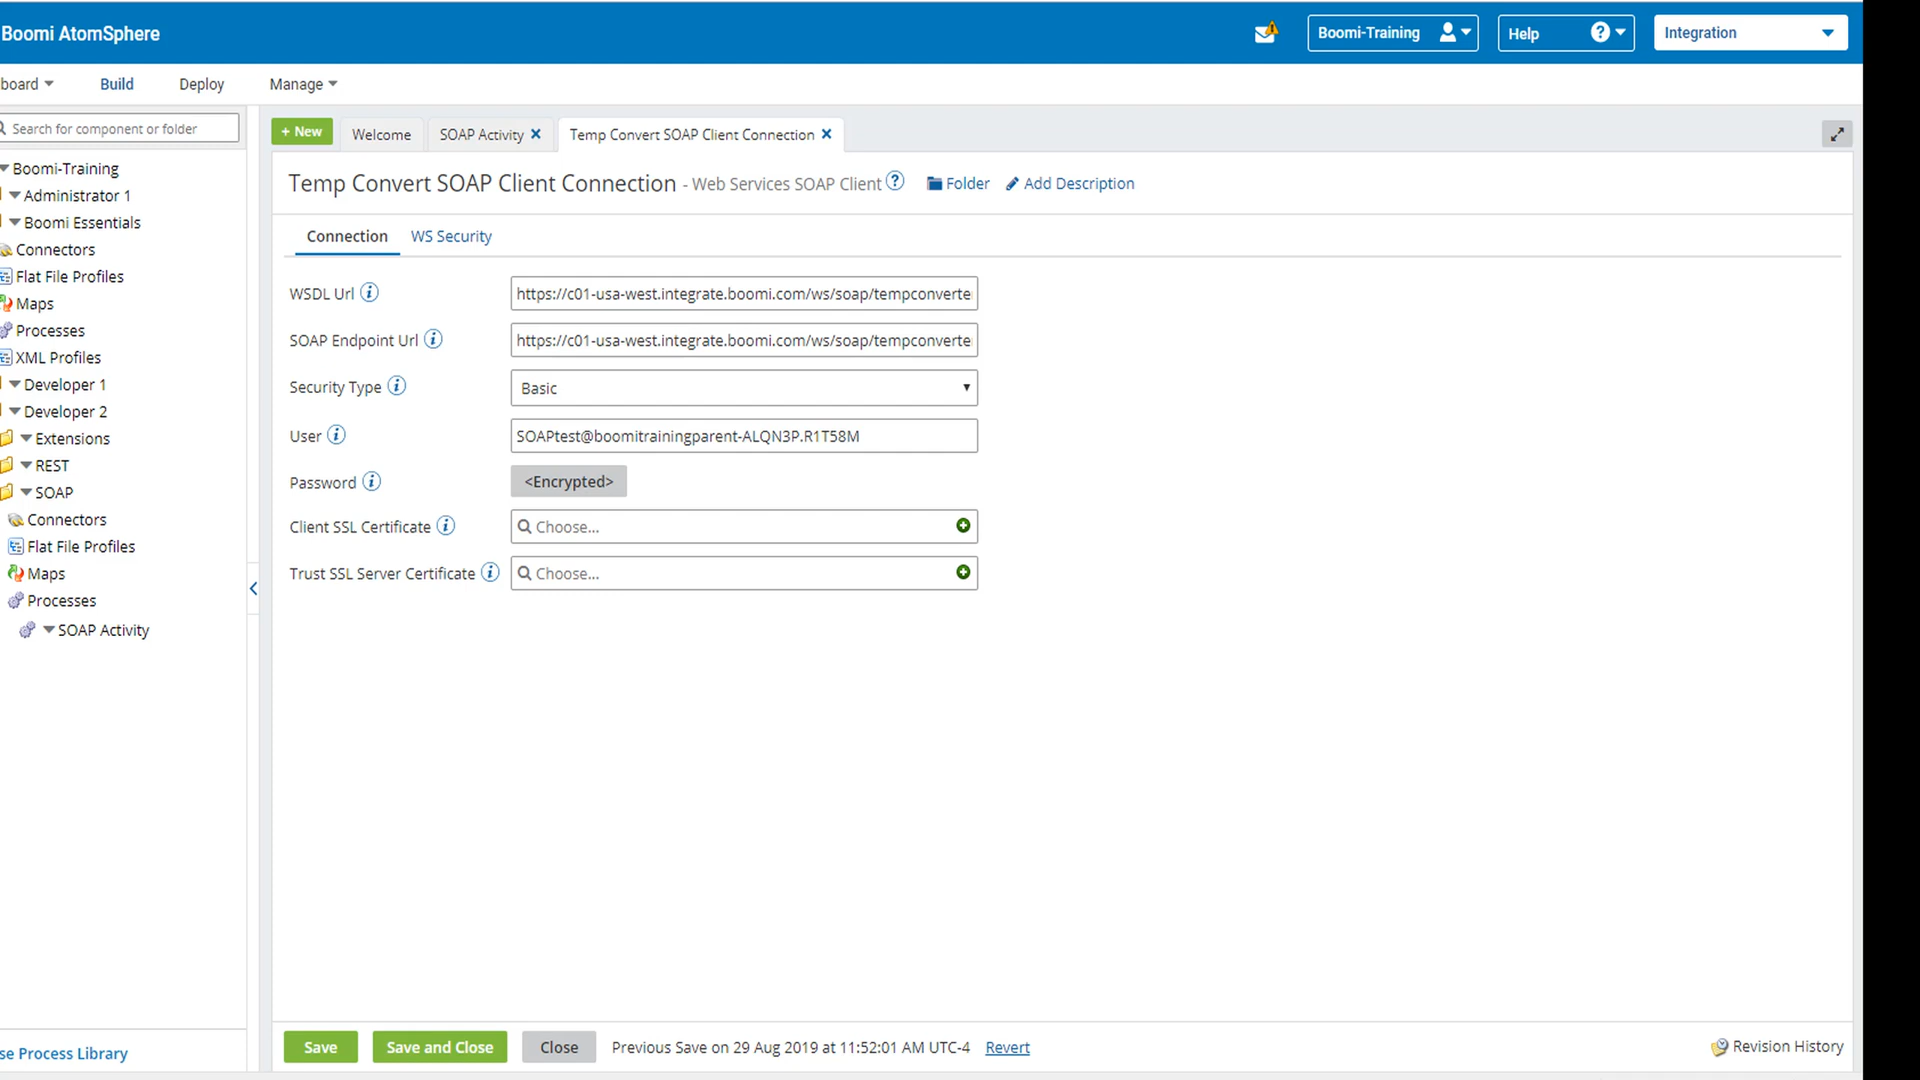 Boomi AtomSphere
Boomi-Training
Help
Integration
board
Build
Deploy
Manage
Search for component or folder
+ New
Welcome
SOAP Activity
Temp Convert SOAP Client Connection
Boomi-Training
Administrator 1
Boomi Essentials
Connectors
Flat File Profiles
Maps
Processes
XML Profiles
Developer 1
Developer 2
Extensions
REST
SOAP
Connectors
Flat File Profiles
Maps
Processes
SOAP Activity
se Process Library
Temp Convert SOAP Client Connection - Web Services SOAP Client
Folder
Add Description
Connection
WS Security
WSDL Url
https://c01-usa-west.integrate.boomi.com/ws/soap/tempconverte
SOAP Endpoint Url
https://c01-usa-west.integrate.boomi.com/ws/soap/tempconverte
Security Type
Basic
User
SOAPtest@boomitrainingparent-ALQN3P.R1T58M
Password
<Encrypted>
Client SSL Certificate
Choose...
Trust SSL Server Certificate
Choose...
Save
Save and Close
Close
Previous Save on 29 Aug 2019 at 11:52:01 AM UTC-4
Revert
Revision History